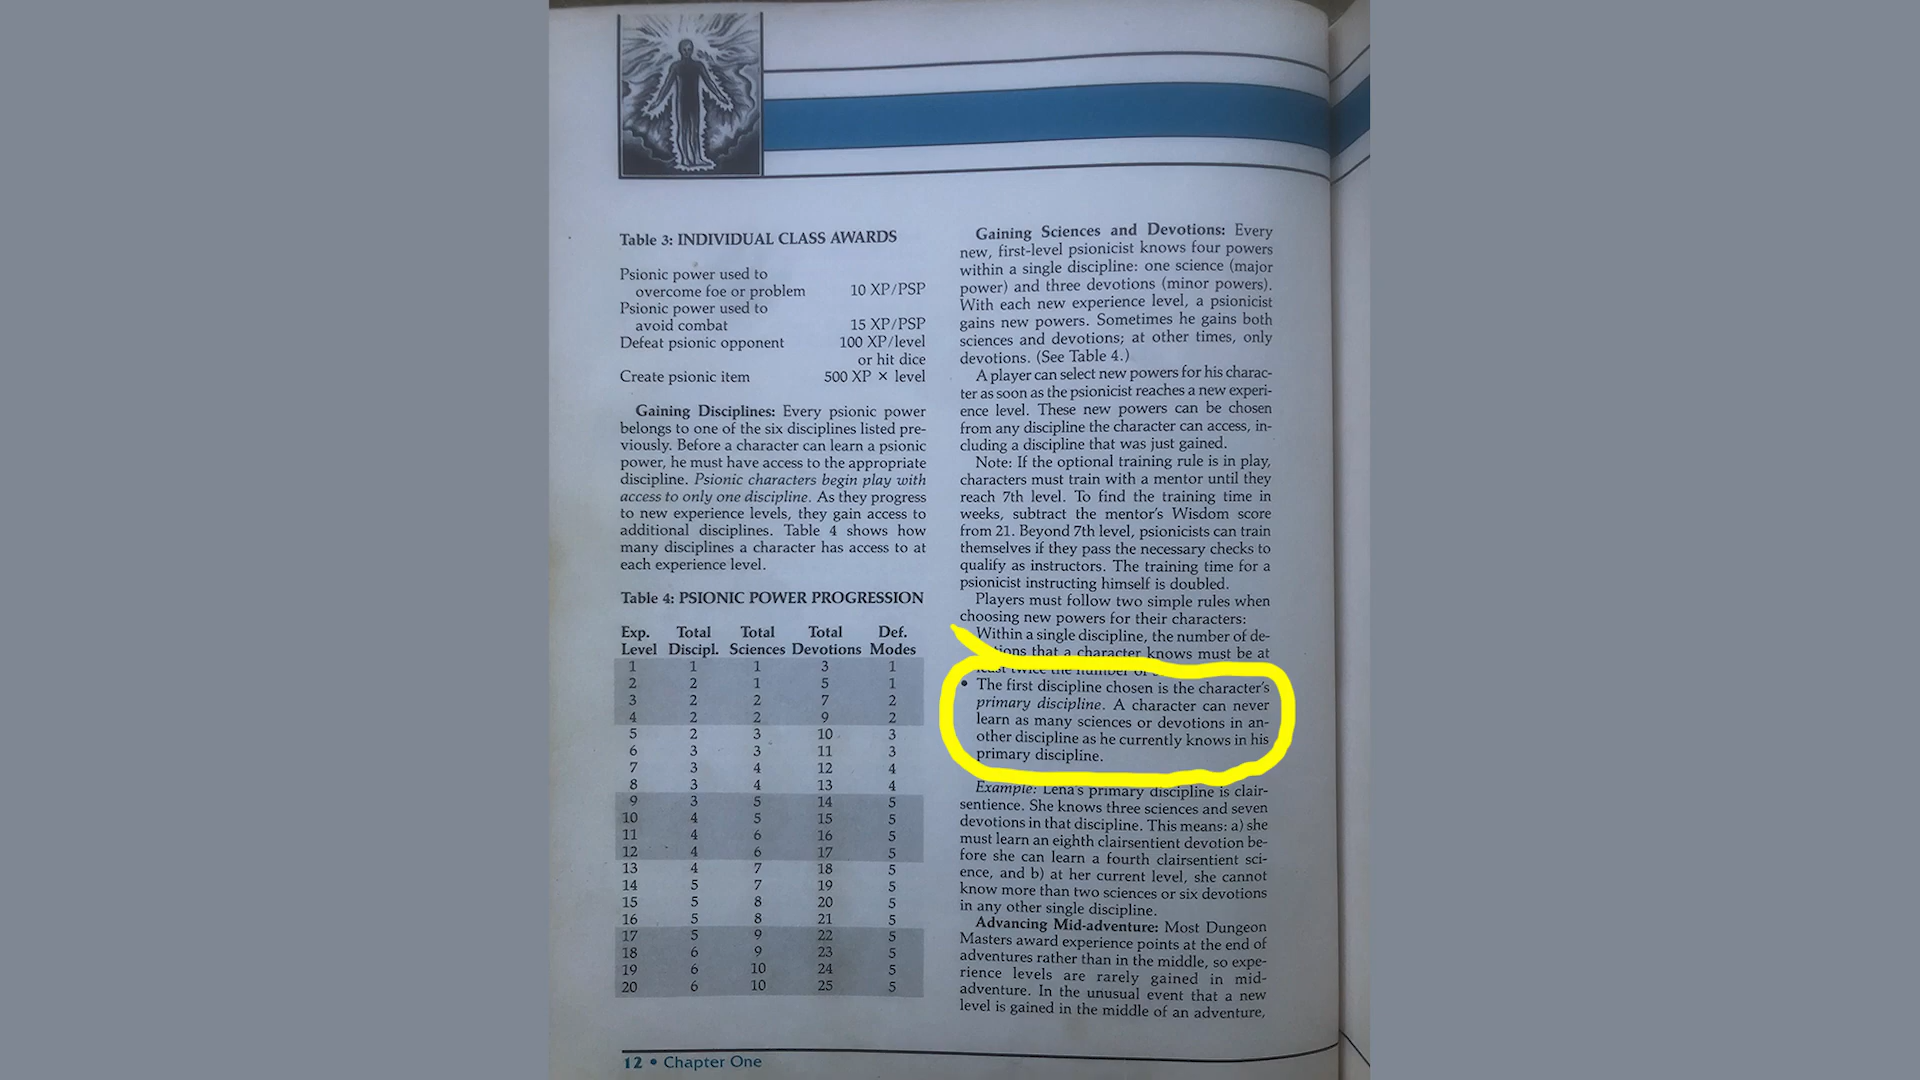 Table 3: INDIVIDUAL CLASS AWARDS
Psionic power used to
overcome foe or problem 10 XP/PSP
Psionic power used to
avoid combat 15 XP/PSP
Defeat psionic opponent 100 XP/level
or hit dice
Create psionic item 500 XP × level
Gaining Disciplines: Every psionic power
belongs to one of the six disciplines listed pre-
viously. Before a character can learn a psionic
power, he must have access to the appropriate
discipline. Psionic characters begin play with
access to only one discipline. As they progress
to new experience levels, they gain access to
additional disciplines. Table 4 shows how
many disciplines a character has access to at
each experience level.
Table 4: PSIONIC POWER PROGRESSION
Exp. Total Total Total Def.
Level Discipl. Sciences Devotions Modes
1 1 1 3 1
2 2 1 5 1
3 2 2 7 2
4 2 2 9 2
5 2 3 10 3
6 3 3 11 3
7 3 4 12 4
8 3 4 13 4
9 3 5 14 5
10 4 5 15 5
11 4 6 16 5
12 4 6 17 5
13 4 7 18 5
14 5 7 19 5
15 5 8 20 5
16 5 8 21 5
17 5 9 22 5
18 6 9 23 5
19 6 10 24 5
20 6 10 25 5
Gaining Sciences and Devotions: Every
new, first-level psionicist knows four powers
within a single discipline: one science (major
power) and three devotions (minor powers).
With each new experience level, a psionicist
gains new powers. Sometimes he gains both
sciences and devotions; at other times, only
devotions. (See Table 4.)
A player can select new powers for his charac-
ter as soon as the psionicist reaches a new experi-
ence level. These new powers can be chosen
from any discipline the character can access, in-
cluding a discipline that was just gained.
Note: If the optional training rule is in play,
characters must train with a mentor until they
reach 7th level. To find the training time in
weeks, subtract the mentor's Wisdom score
from 21. Beyond 7th level, psionicists can train
themselves if they pass the necessary checks to
qualify as instructors. The training time for a
psionicist instructing himself is doubled.
Players must follow two simple rules when
choosing new powers for their characters:
Within a single discipline, the number of de-
tions that a character knows must be at
least twice the number of
• The first discipline chosen is the character's
primary discipline. A character can never
learn as many sciences or devotions in an-
other discipline as he currently knows in his
primary discipline.
Example: Lena's primary discipline is clair-
sentience. She knows three sciences and seven
devotions in that discipline. This means: a) she
must learn an eighth clairsentient devotion be-
fore she can learn a fourth clairsentient sci-
ence, and b) at her current level, she cannot
know more than two sciences or six devotions
in any other single discipline.
Advancing Mid-adventure: Most Dungeon
Masters award experience points at the end of
adventures rather than in the middle, so expe-
rience levels are rarely gained in mid-
adventure. In the unusual event that a new
level is gained in the middle of an adventure,
12 • Chapter One